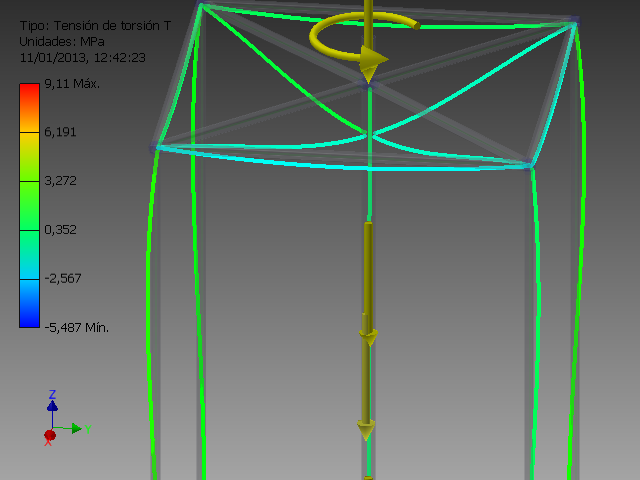 Tipo: Tensión de torsión T
Unidades: MPa
11/01/2013, 12:42:23
9,11 Máx.
6,191
3,272
0,352
-2,567
-5,487 Mín.
Z
Y
X